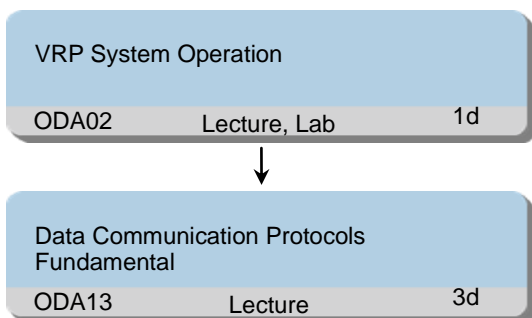 VRP System Operation
ODA02 Lecture, Lab 1d
Data Communication Protocols
Fundamental
ODA13 Lecture 3d